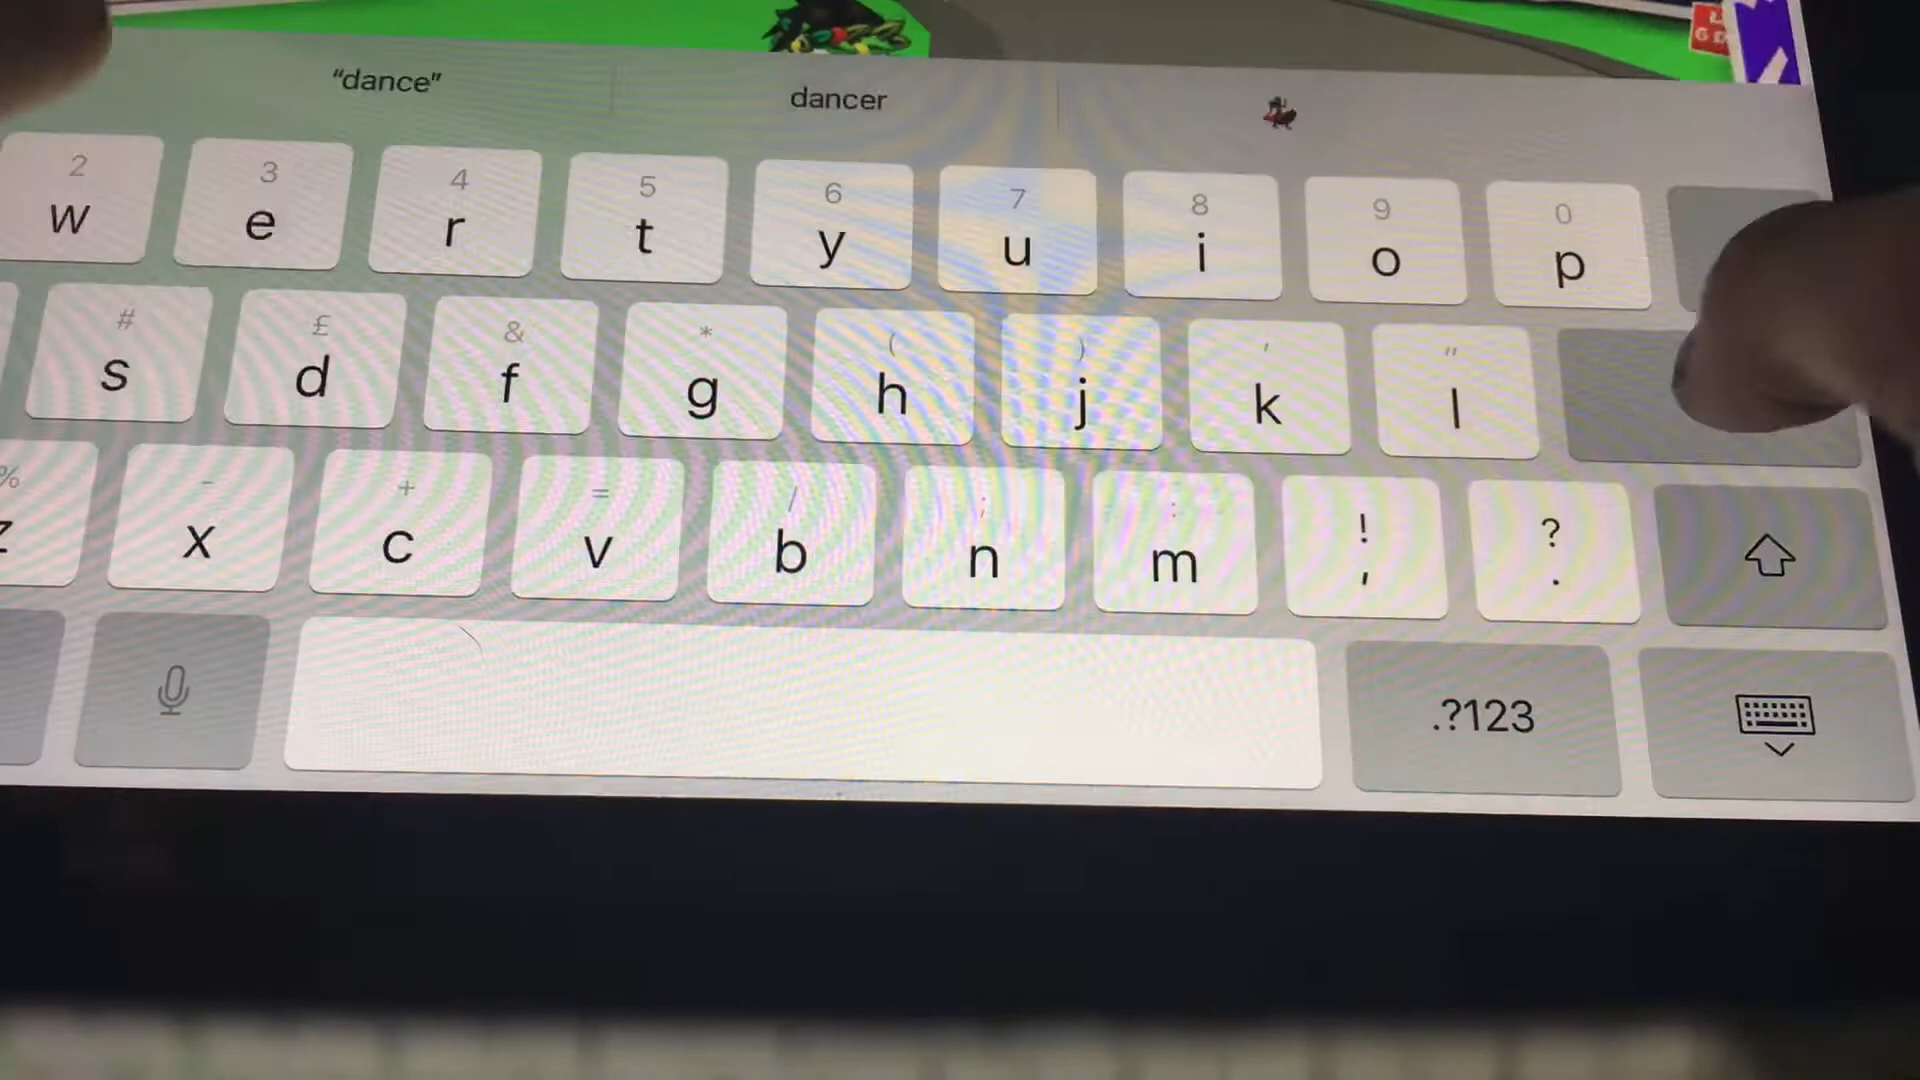 “dance” dancer
2 3 4 5 6 7 8 9 0
w e r t y u i o p
# £ & * ( ) ' "
s d f g h j k l
% - + = / ; : ! ?
z x c v b n m , .
.?123